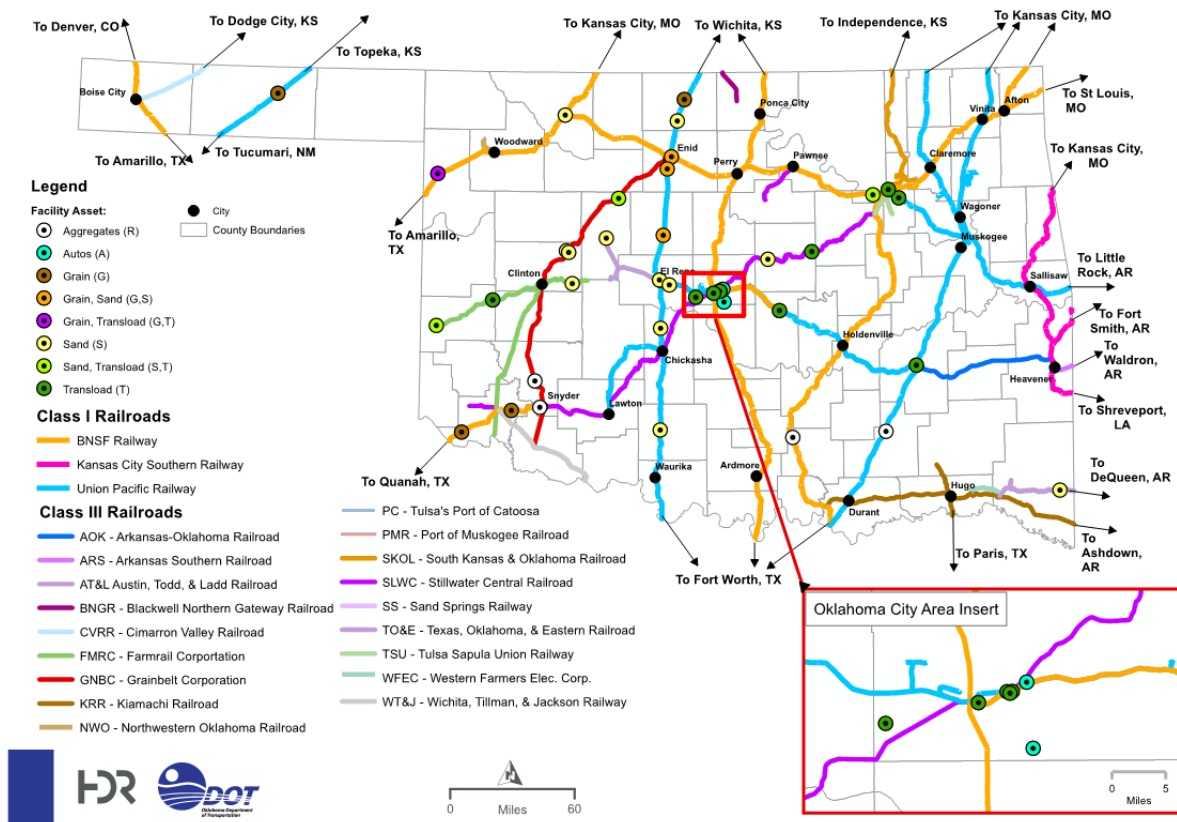 To Denver, CO
To Dodge City, KS
To Topeka, KS
To Kansas City, MO
To Wichita, KS
To Independence, KS
To Kansas City, MO
Boise City
To Amarillo, TX
To Tucumari, NM
Ponca City
Vinita
Afton
To St Louis,
MO
Woodward
Enid
Perry
Pawnee
Claremore
To Kansas City,
MO
Legend
Facility Asset:
Aggregates (R)
Autos (A)
Grain (G)
Grain, Sand (G,S)
Grain, Transload (G,T)
Sand (S)
Sand, Transload (S,T)
Transload (T)
City
County Boundaries
To Amarillo,
TX
Wagoner
Muskogee
Clinton
El Reno
Sallisaw
To Little
Rock, AR
To Fort
Smith, AR
Holdenville
Chickasha
To
Waldron,
AR
Heavener
Snyder
Lawton
To Shreveport,
LA
Class I Railroads
BNSF Railway
Kansas City Southern Railway
Union Pacific Railway
To Quanah, TX
Waurika
Ardmore
Durant
Hugo
To
DeQueen, AR
To
Ashdown,
AR
To Paris, TX
To Fort Worth, TX
Class III Railroads
AOK - Arkansas-Oklahoma Railroad
ARS - Arkansas Southern Railroad
AT&L Austin, Todd, & Ladd Railroad
BNGR - Blackwell Northern Gateway Railroad
CVRR - Cimarron Valley Railroad
FMRC - Farmrail Corportation
GNBC - Grainbelt Corporation
KRR - Kiamachi Railroad
NWO - Northwestern Oklahoma Railroad
PC - Tulsa's Port of Catoosa
PMR - Port of Muskogee Railroad
SKOL - South Kansas & Oklahoma Railroad
SLWC - Stillwater Central Railroad
SS - Sand Springs Railway
TO&E - Texas, Oklahoma, & Eastern Railroad
TSU - Tulsa Sapula Union Railway
WFEC - Western Farmers Elec. Corp.
WT&J - Wichita, Tillman, & Jackson Railway
Oklahoma City Area Insert
0 5
Miles
HDR
ODOT
Oklahoma Department
of Transportation
N
0 60
Miles